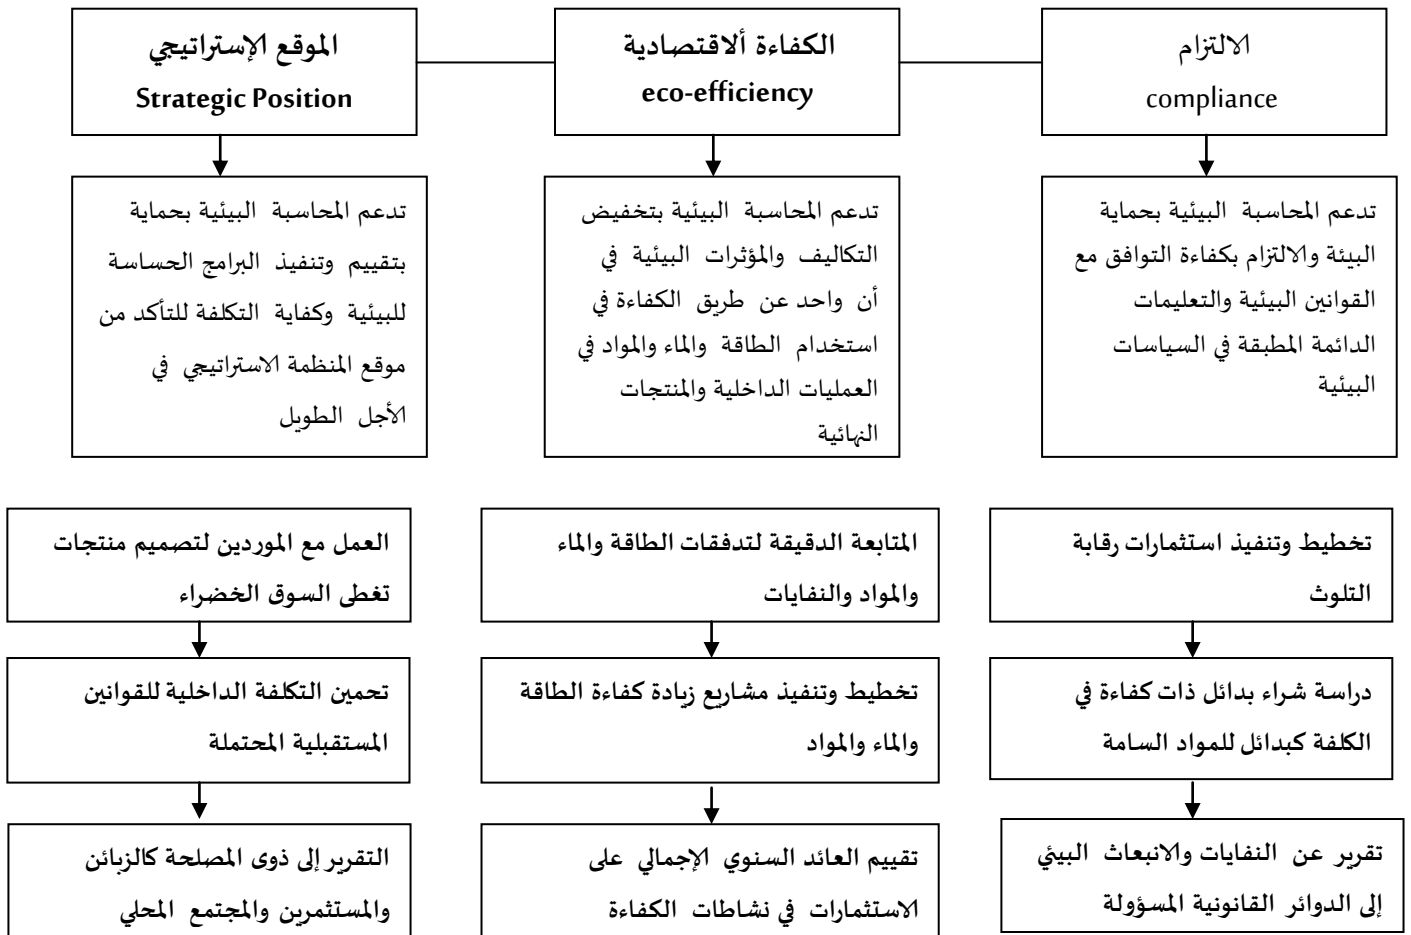 الالتزام
compliance
الكفاءة ألاقتصادية
eco-efficiency
الموقع الإستراتيجي
Strategic Position
تدعم المحاسبة البيئية بحماية
البيئة والالتزام بكفاءة التوافق مع
القوانين البيئية والتعليمات
الدائمة المطبقة في السياسات
البيئية
تدعم المحاسبة البيئية بتخفيض
التكاليف والمؤثرات البيئية في
أن واحد عن طريق الكفاءة في
استخدام الطاقة والماء والمواد في
العمليات الداخلية والمنتجات
النهائية
تدعم المحاسبة البيئية بحماية
بتقييم وتنفيذ البرامج الحساسة
للبيئية وكفاية التكلفة للتأكد من
موقع المنظمة الاستراتيجي في
الأجل الطويل
تخطيط وتنفيذ استثمارات رقابة
التلوث
المتابعة الدقيقة لتدفقات الطاقة والماء
والمواد والنفايات
العمل مع الموردين لتصميم منتجات
تغطى السوق الخضراء
دراسة شراء بدائل ذات كفاءة في
الكلفة كبدائل للمواد السامة
تخطيط وتنفيذ مشاريع زيادة كفاءة الطاقة
والماء والمواد
تحمين التكلفة الداخلية للقوانين
المستقبلية المحتملة
تقرير عن النفايات والانبعاث البيئي
إلى الدوائر القانونية المسؤولة
تقييم العائد السنوي الإجمالي على
الاستثمارات في نشاطات الكفاءة
التقرير إلى ذوى المصلحة كالزبائن
والمستثمرين والمجتمع المحلي